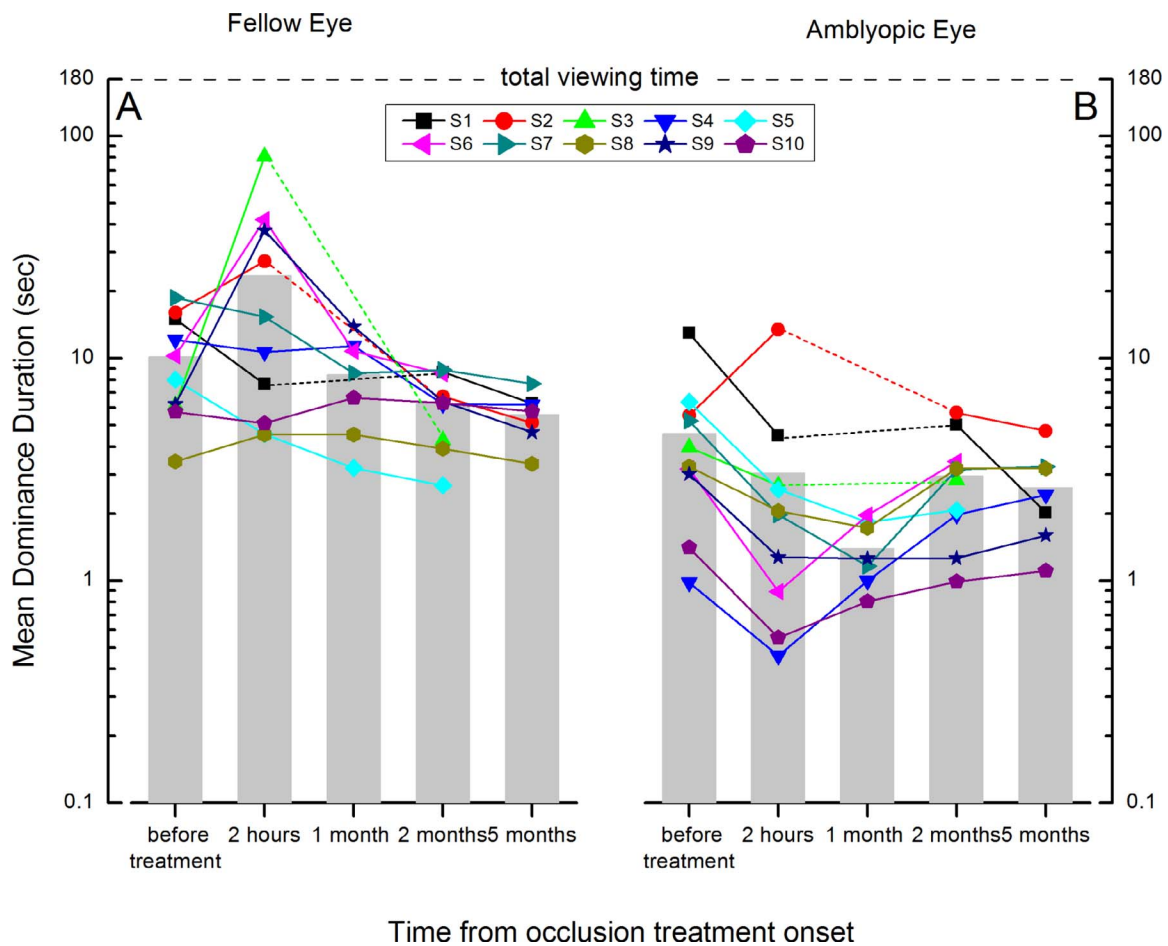 Fellow Eye
Amblyopic Eye
180
total viewing time
180
A
B
S1 S2 S3 S4 S5
S6 S7 S8 S9 S10
100
100
10
10
1
1
0.1
0.1
Mean Dominance Duration (sec)
before treatment
2 hours
1 month
2 months
5 months
before treatment
2 hours
1 month
2 months
5 months
Time from occlusion treatment onset